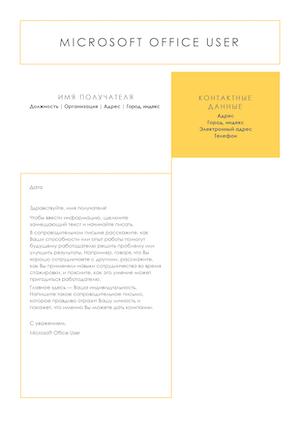 MICROSOFT OFFICE USER
ИМЯ ПОЛУЧАТЕЛЯ
Должность | Организация | Адрес | Город, индекс
КОНТАКТНЫЕ
ДАННЫЕ
Адрес
Город, индекс
Электронный адрес
Телефон
Дата
Здравствуйте, имя получателя!
Чтобы ввести информацию, щелкните
замещающий текст и начинайте писать.
В сопроводительном письме расскажите, как
Ваши способности или опыт работы помогут
будущему работодателю решить проблему или
улучшить результаты. Например, говоря, что Вы
хорошо сотрудничаете с другими, расскажите,
как Вы применяли навыки сотрудничества во время
стажировки, и поясните, как это умение может
пригодиться работодателю.
Главное здесь — Ваша индивидуальность.
Напишите такое сопроводительное письмо,
которое правдиво отразит Вашу личность и
покажет, что именно Вы можете дать компании.
С уважением,
Microsoft Office User